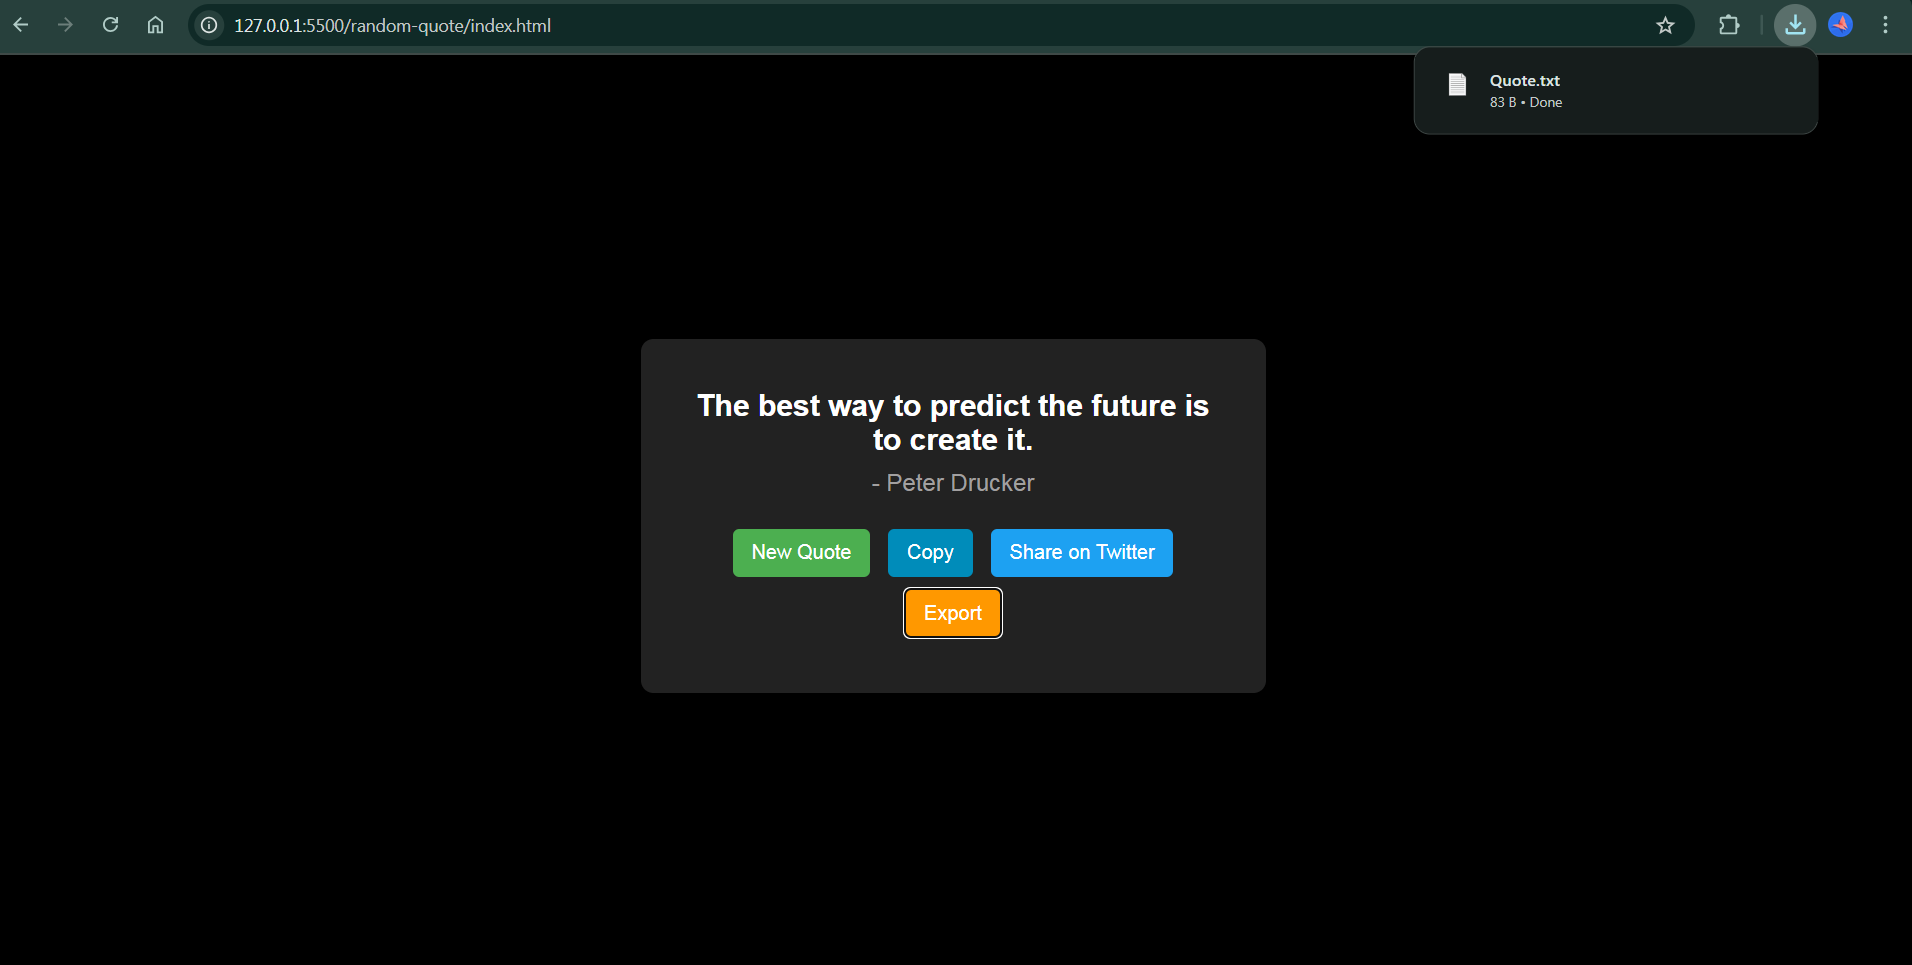 127.0.0.1:5500/random-quote/index.html
Quote.txt
83 B • Done
The best way to predict the future is
to create it.
- Peter Drucker
New Quote
Copy
Share on Twitter
Export